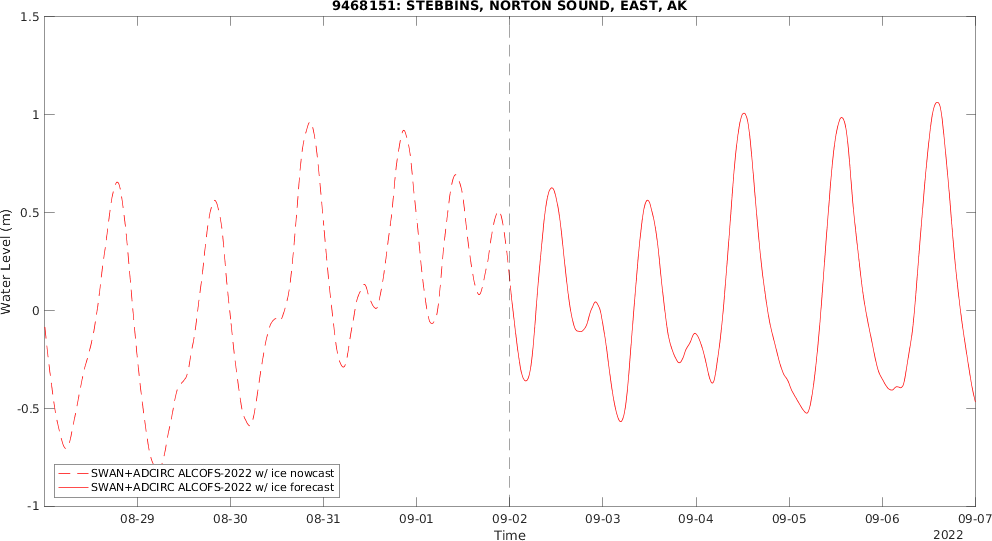 9468151: STEBBINS, NORTON SOUND, EAST, AK
1.5
1
0.5
0
-0.5
-1
Water Level (m)
SWAN+ADCIRC ALCOFS-2022 w/ ice nowcast
SWAN+ADCIRC ALCOFS-2022 w/ ice forecast
08-29 08-30 08-31 09-01 09-02 09-03 09-04 09-05 09-06 09-07
Time
2022